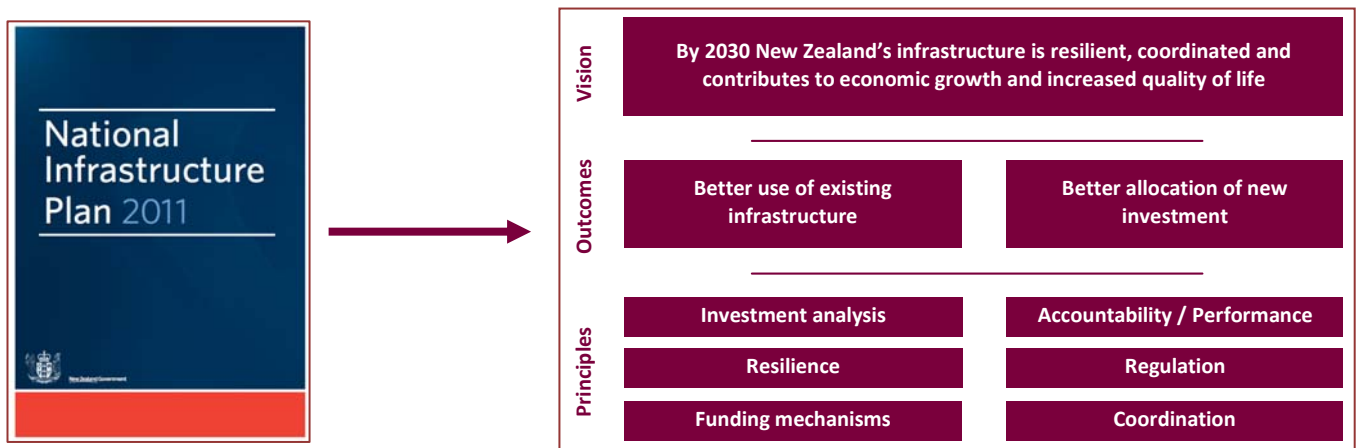 National
Infrastructure
Plan 2011
New Zealand Government
Vision
By 2030 New Zealand’s infrastructure is resilient, coordinated and
contributes to economic growth and increased quality of life
Outcomes
Better use of existing
infrastructure
Better allocation of new
investment
Principles
Investment analysis
Accountability / Performance
Resilience
Regulation
Funding mechanisms
Coordination